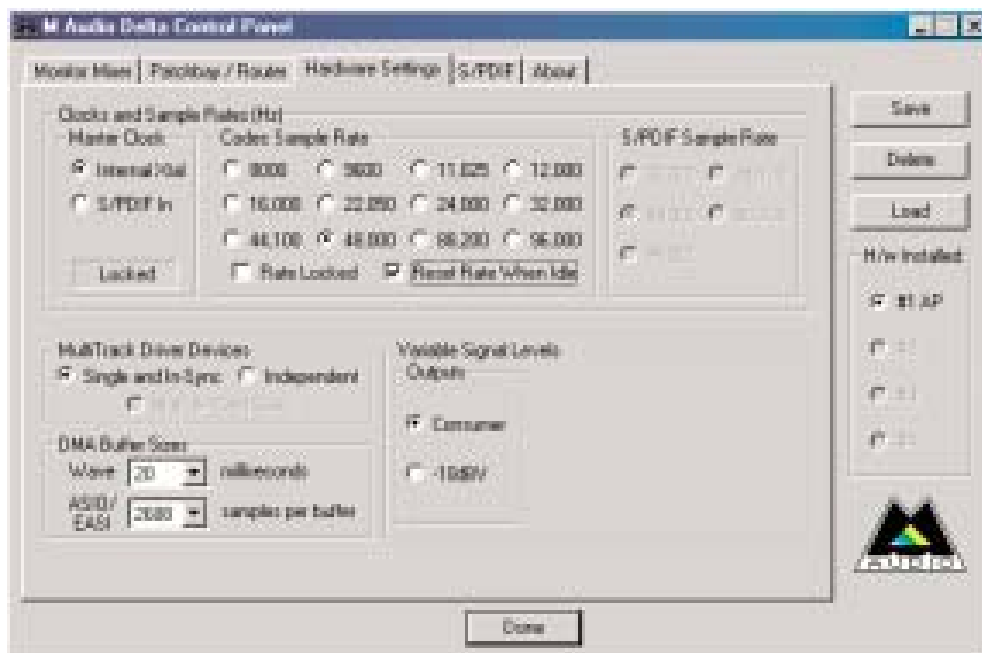 M Audio Delta Control Panel
Monitor Mixer Patchbay / Router Hardware Settings S/PDIF About
Clocks and Sample Rates (Hz)
Master Clock
Internal Xtal
S/PDIF In
Locked
Codec Sample Rate
8000 9600 11,025 12,000
16,000 22,050 24,000 32,000
44,100 48,000 88,200 96,000
Rate Locked Reset Rate When Idle
S/PDIF Sample Rate
MultiTrack Driver Devices
Single and In-Sync Independent
DMA Buffer Sizes
Wave 20 milliseconds
ASIO/
EASI samples per buffer
Variable Signal Levels
Outputs
Consumer
-10dBV
Save
Delete
Load
H/w Installed
#1 AP
M
AUDIO
Done